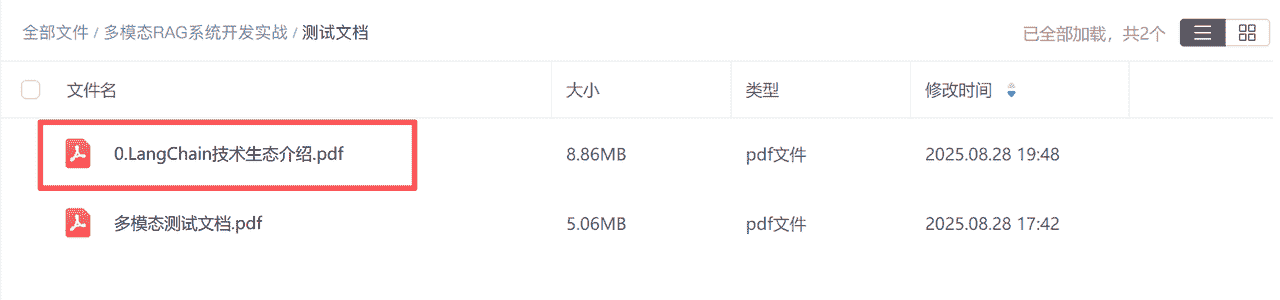 全部文件 / 多模态RAG系统开发实战 / 测试文档 已全部加载，共2个
文件名 大小 类型 修改时间
0.LangChain技术生态介绍.pdf 8.86MB pdf文件 2025.08.28 19:48
多模态测试文档.pdf 5.06MB pdf文件 2025.08.28 17:42